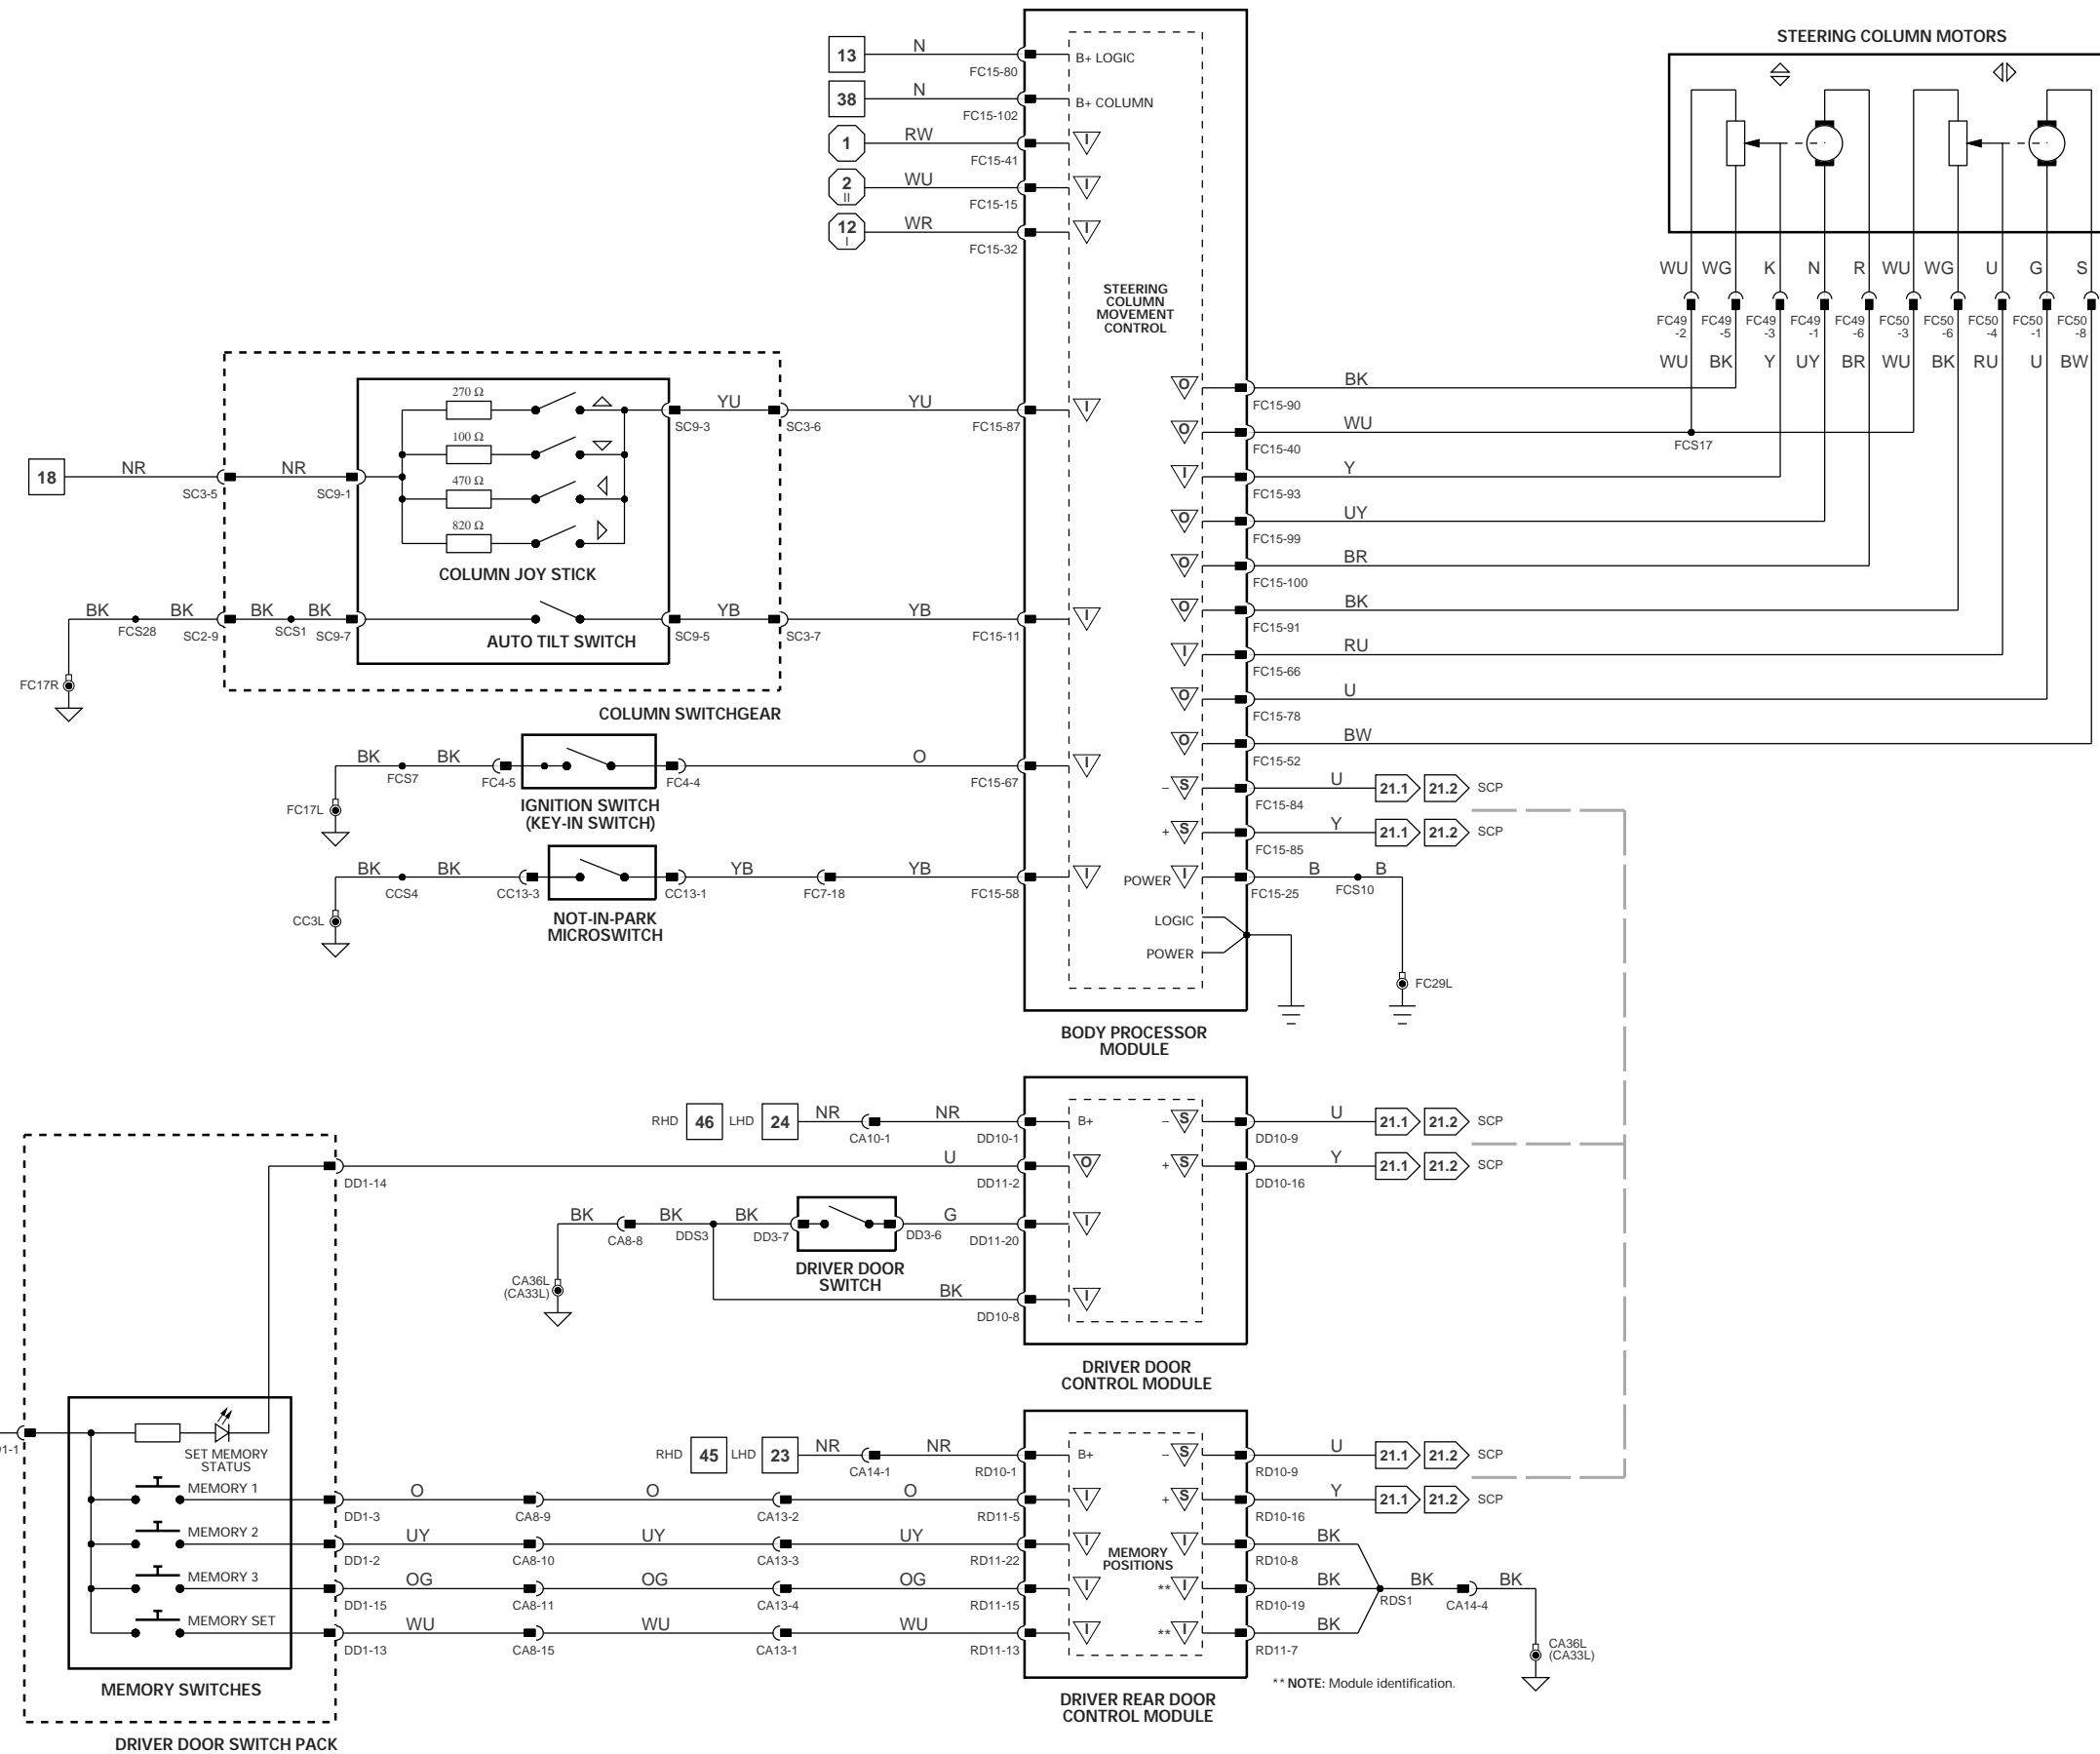 STEERING COLUMN MOTORS
13 N FC15-80 B+ LOGIC
38 N FC15-102 B+ COLUMN
1 RW FC15-41 I
2 II WU FC15-15 I
12 I WR FC15-32 I
STEERING
COLUMN
MOVEMENT
CONTROL
WU WG K N R WU WG U G S
FC49 FC49 FC49 FC49 FC49 FC50 FC50 FC50 FC50 FC50
-2 -5 -3 -1 -6 -3 -6 -4 -1 -8
WU BK Y UY BR WU BK RU U BW
O BK FC15-90
O WU FC15-40 FCS17
I Y FC15-93
O UY FC15-99
O BR FC15-100
O BK FC15-91
I RU FC15-66
O U FC15-78
O BW FC15-52
– S U FC15-84 21.1 21.2 SCP
+ S Y FC15-85 21.1 21.2 SCP
POWER I B FC15-25 FCS10 B
LOGIC
POWER
FC29L
18 NR SC3-5 NR SC9-1
270 Ω
100 Ω
470 Ω
820 Ω
COLUMN JOY STICK
YU SC9-3 SC3-6 YU FC15-87 I
BK FCS28 BK SC2-9 BK SCS1 BK SC9-7
AUTO TILT SWITCH
YB SC9-5 SC3-7 YB FC15-11 I
FC17R
COLUMN SWITCHGEAR
BK FCS7 BK FC4-5 FC4-4 O FC15-67 I
FC17L
IGNITION SWITCH
(KEY-IN SWITCH)
BK CCS4 BK CC13-3 CC13-1 YB FC7-18 YB FC15-58 I
CC3L
NOT-IN-PARK
MICROSWITCH
BODY PROCESSOR
MODULE
RHD 46 LHD 24 NR CA10-1 NR DD10-1 B+
– S U DD10-9 21.1 21.2 SCP
DD1-14 U DD11-2 O
+ S Y DD10-16 21.1 21.2 SCP
BK CA8-8 BK DDS3 BK DD3-7 DD3-6 G DD11-20 I
DRIVER DOOR
SWITCH
CA36L
(CA33L)
BK DD10-8 I
DRIVER DOOR
CONTROL MODULE
1-1
SET MEMORY
STATUS
RHD 45 LHD 23 NR CA14-1 NR RD10-1 B+
– S U RD10-9 21.1 21.2 SCP
MEMORY 1 DD1-3 O CA8-9 O CA13-2 O RD11-5 I
+ S Y RD10-16 21.1 21.2 SCP
MEMORY 2 DD1-2 UY CA8-10 UY CA13-3 UY RD11-22 I
MEMORY
POSITIONS
I BK RD10-8
MEMORY 3 DD1-15 OG CA8-11 OG CA13-4 OG RD11-15 I
** I BK RD10-19 RDS1 BK CA14-4 BK
MEMORY SET DD1-13 WU CA8-15 WU CA13-1 WU RD11-13 I
** I BK RD11-7
CA36L
(CA33L)
MEMORY SWITCHES
** NOTE: Module identification.
DRIVER REAR DOOR
CONTROL MODULE
DRIVER DOOR SWITCH PACK